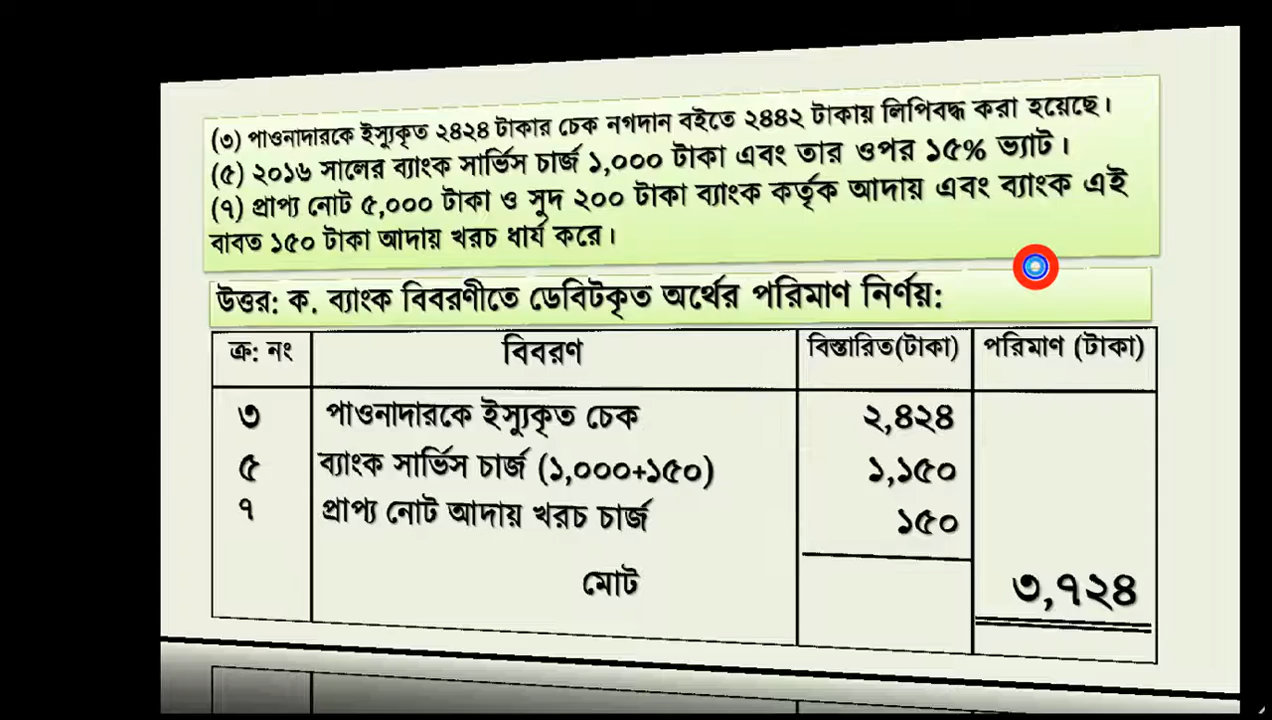 (৩) পাওনাদারকে ইস্যুকৃত ২৪২৪ টাকার চেক নগদান বইতে ২৪৪২ টাকায় লিপিবদ্ধ করা হয়েছে।
(৫) ২০১৬ সালের ব্যাংক সার্ভিস চার্জ ১,০০০ টাকা এবং তার ওপর ১৫% ভ্যাট।
(৭) প্রাপ্য নোট ৫,০০০ টাকা ও সুদ ২০০ টাকা ব্যাংক কর্তৃক আদায় এবং ব্যাংক এই
বাবত ১৫০ টাকা আদায় খরচ ধার্য করে।
উত্তর: ক. ব্যাংক বিবরণীতে ডেবিটকৃত অর্থের পরিমাণ নির্ণয়:
ক্র: নং বিবরণ বিস্তারিত(টাকা) পরিমাণ (টাকা)
৩ পাওনাদারকে ইস্যুকৃত চেক ২,৪২৪
৫ ব্যাংক সার্ভিস চার্জ (১,০০০+১৫০) ১,১৫০
৭ প্রাপ্য নোট আদায় খরচ চার্জ ১৫০
মোট ৩,৭২৪